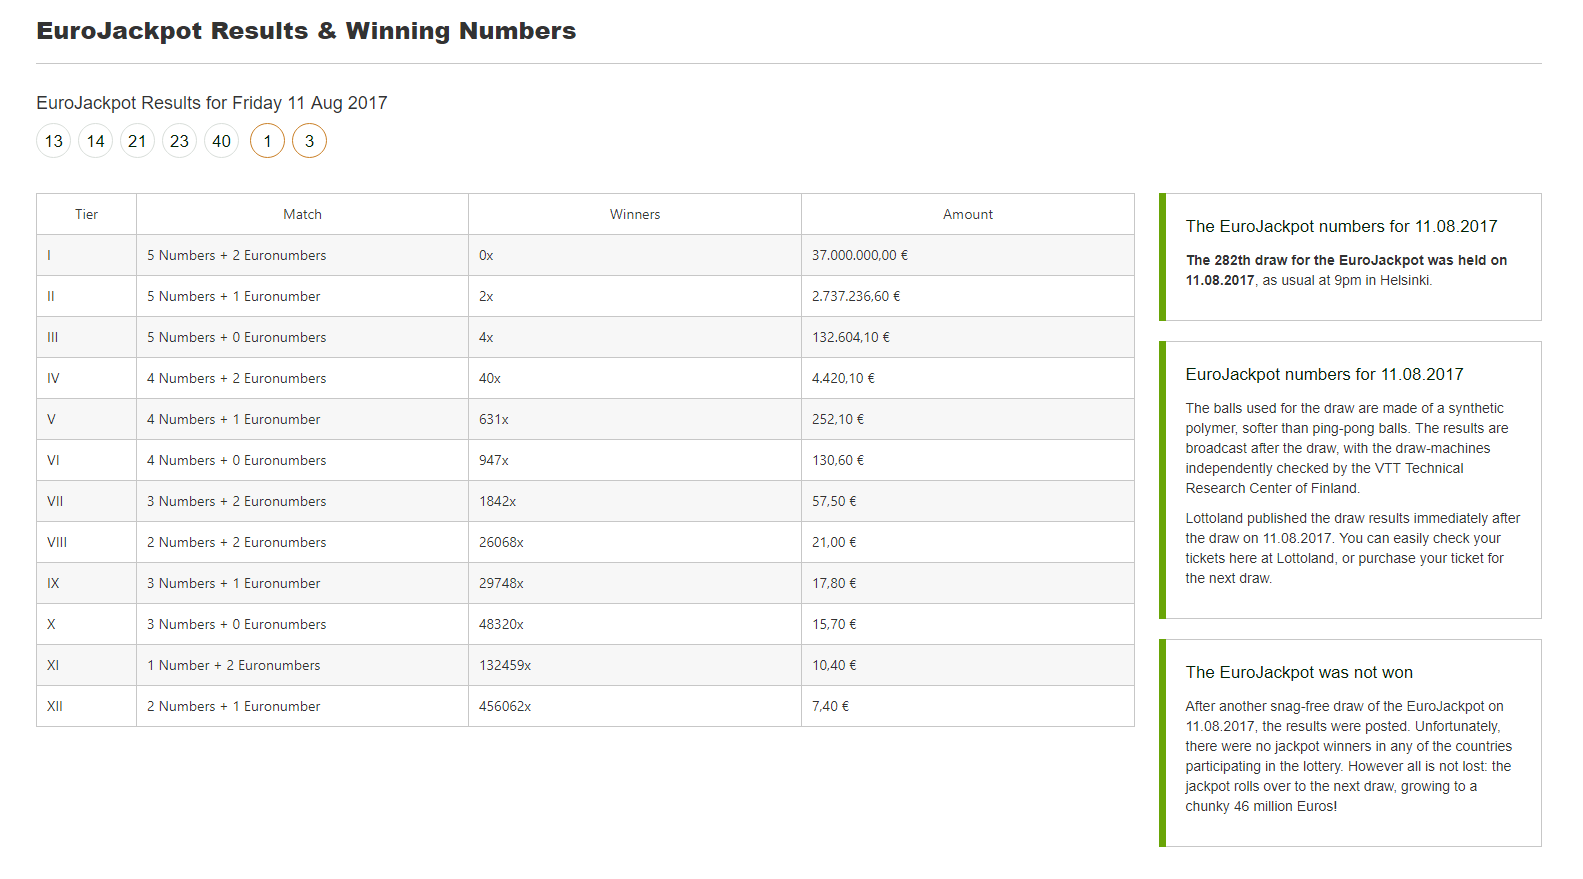 EuroJackpot Results & Winning Numbers
EuroJackpot Results for Friday 11 Aug 2017
13 14 21 23 40 1 3
Tier Match Winners Amount
I 5 Numbers + 2 Euronumbers 0x 37.000.000,00 €
II 5 Numbers + 1 Euronumber 2x 2.737.236,60 €
III 5 Numbers + 0 Euronumbers 4x 132.604,10 €
IV 4 Numbers + 2 Euronumbers 40x 4.420,10 €
V 4 Numbers + 1 Euronumber 631x 252,10 €
VI 4 Numbers + 0 Euronumbers 947x 130,60 €
VII 3 Numbers + 2 Euronumbers 1842x 57,50 €
VIII 2 Numbers + 2 Euronumbers 26068x 21,00 €
IX 3 Numbers + 1 Euronumber 29748x 17,80 €
X 3 Numbers + 0 Euronumbers 48320x 15,70 €
XI 1 Number + 2 Euronumbers 132459x 10,40 €
XII 2 Numbers + 1 Euronumber 456062x 7,40 €
The EuroJackpot numbers for 11.08.2017
The 282th draw for the EuroJackpot was held on
11.08.2017, as usual at 9pm in Helsinki.
EuroJackpot numbers for 11.08.2017
The balls used for the draw are made of a synthetic
polymer, softer than ping-pong balls. The results are
broadcast after the draw, with the draw-machines
independently checked by the VTT Technical
Research Center of Finland.
Lottoland published the draw results immediately after
the draw on 11.08.2017. You can easily check your
tickets here at Lottoland, or purchase your ticket for
the next draw.
The EuroJackpot was not won
After another snag-free draw of the EuroJackpot on
11.08.2017, the results were posted. Unfortunately,
there were no jackpot winners in any of the countries
participating in the lottery. However all is not lost: the
jackpot rolls over to the next draw, growing to a
chunky 46 million Euros!